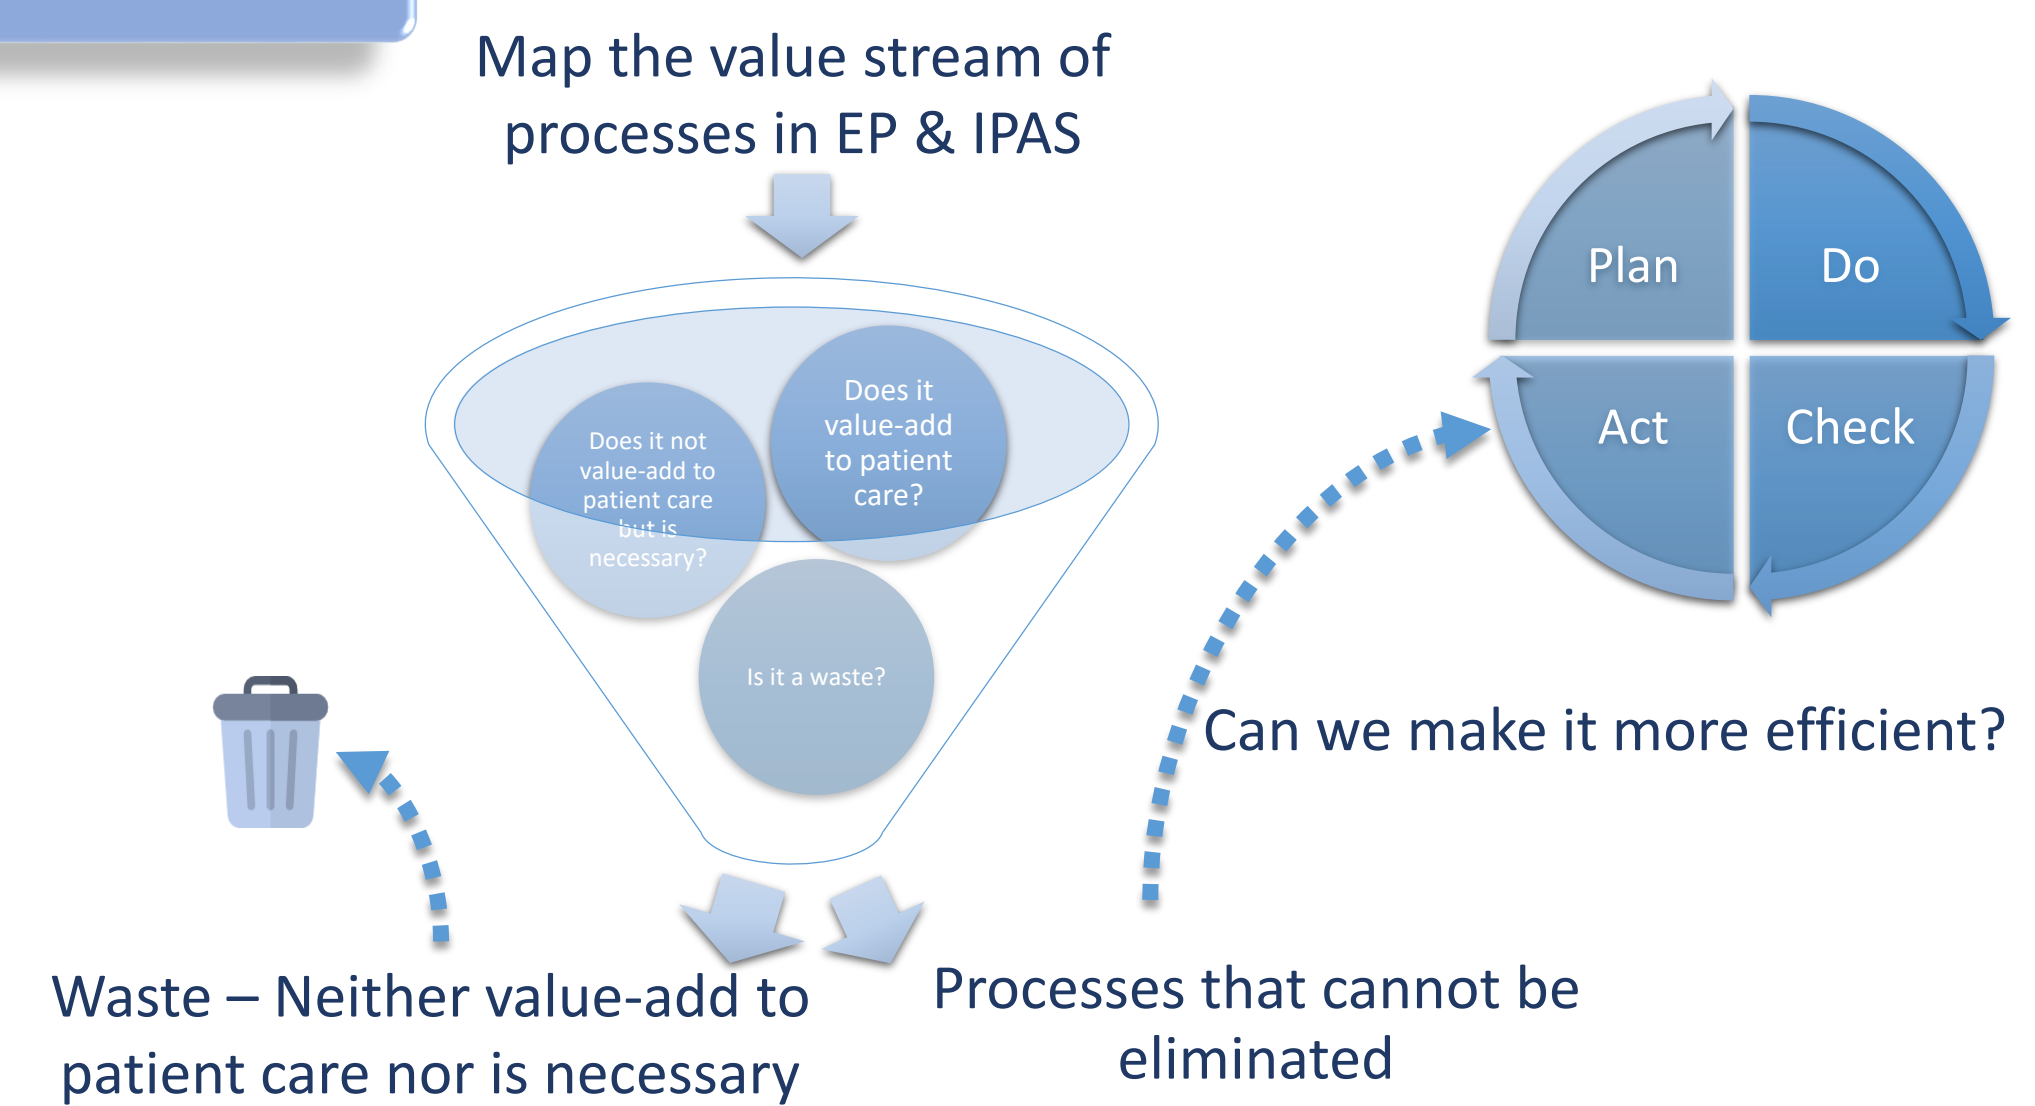 Map the value stream of
processes in EP & IPAS
Does it not
value-add to
patient care
but is
necessary?
Does it
value-add
to patient
care?
Is it a waste?
Plan
Do
Act
Check
Can we make it more efficient?
Waste – Neither value-add to
patient care nor is necessary
Processes that cannot be
eliminated